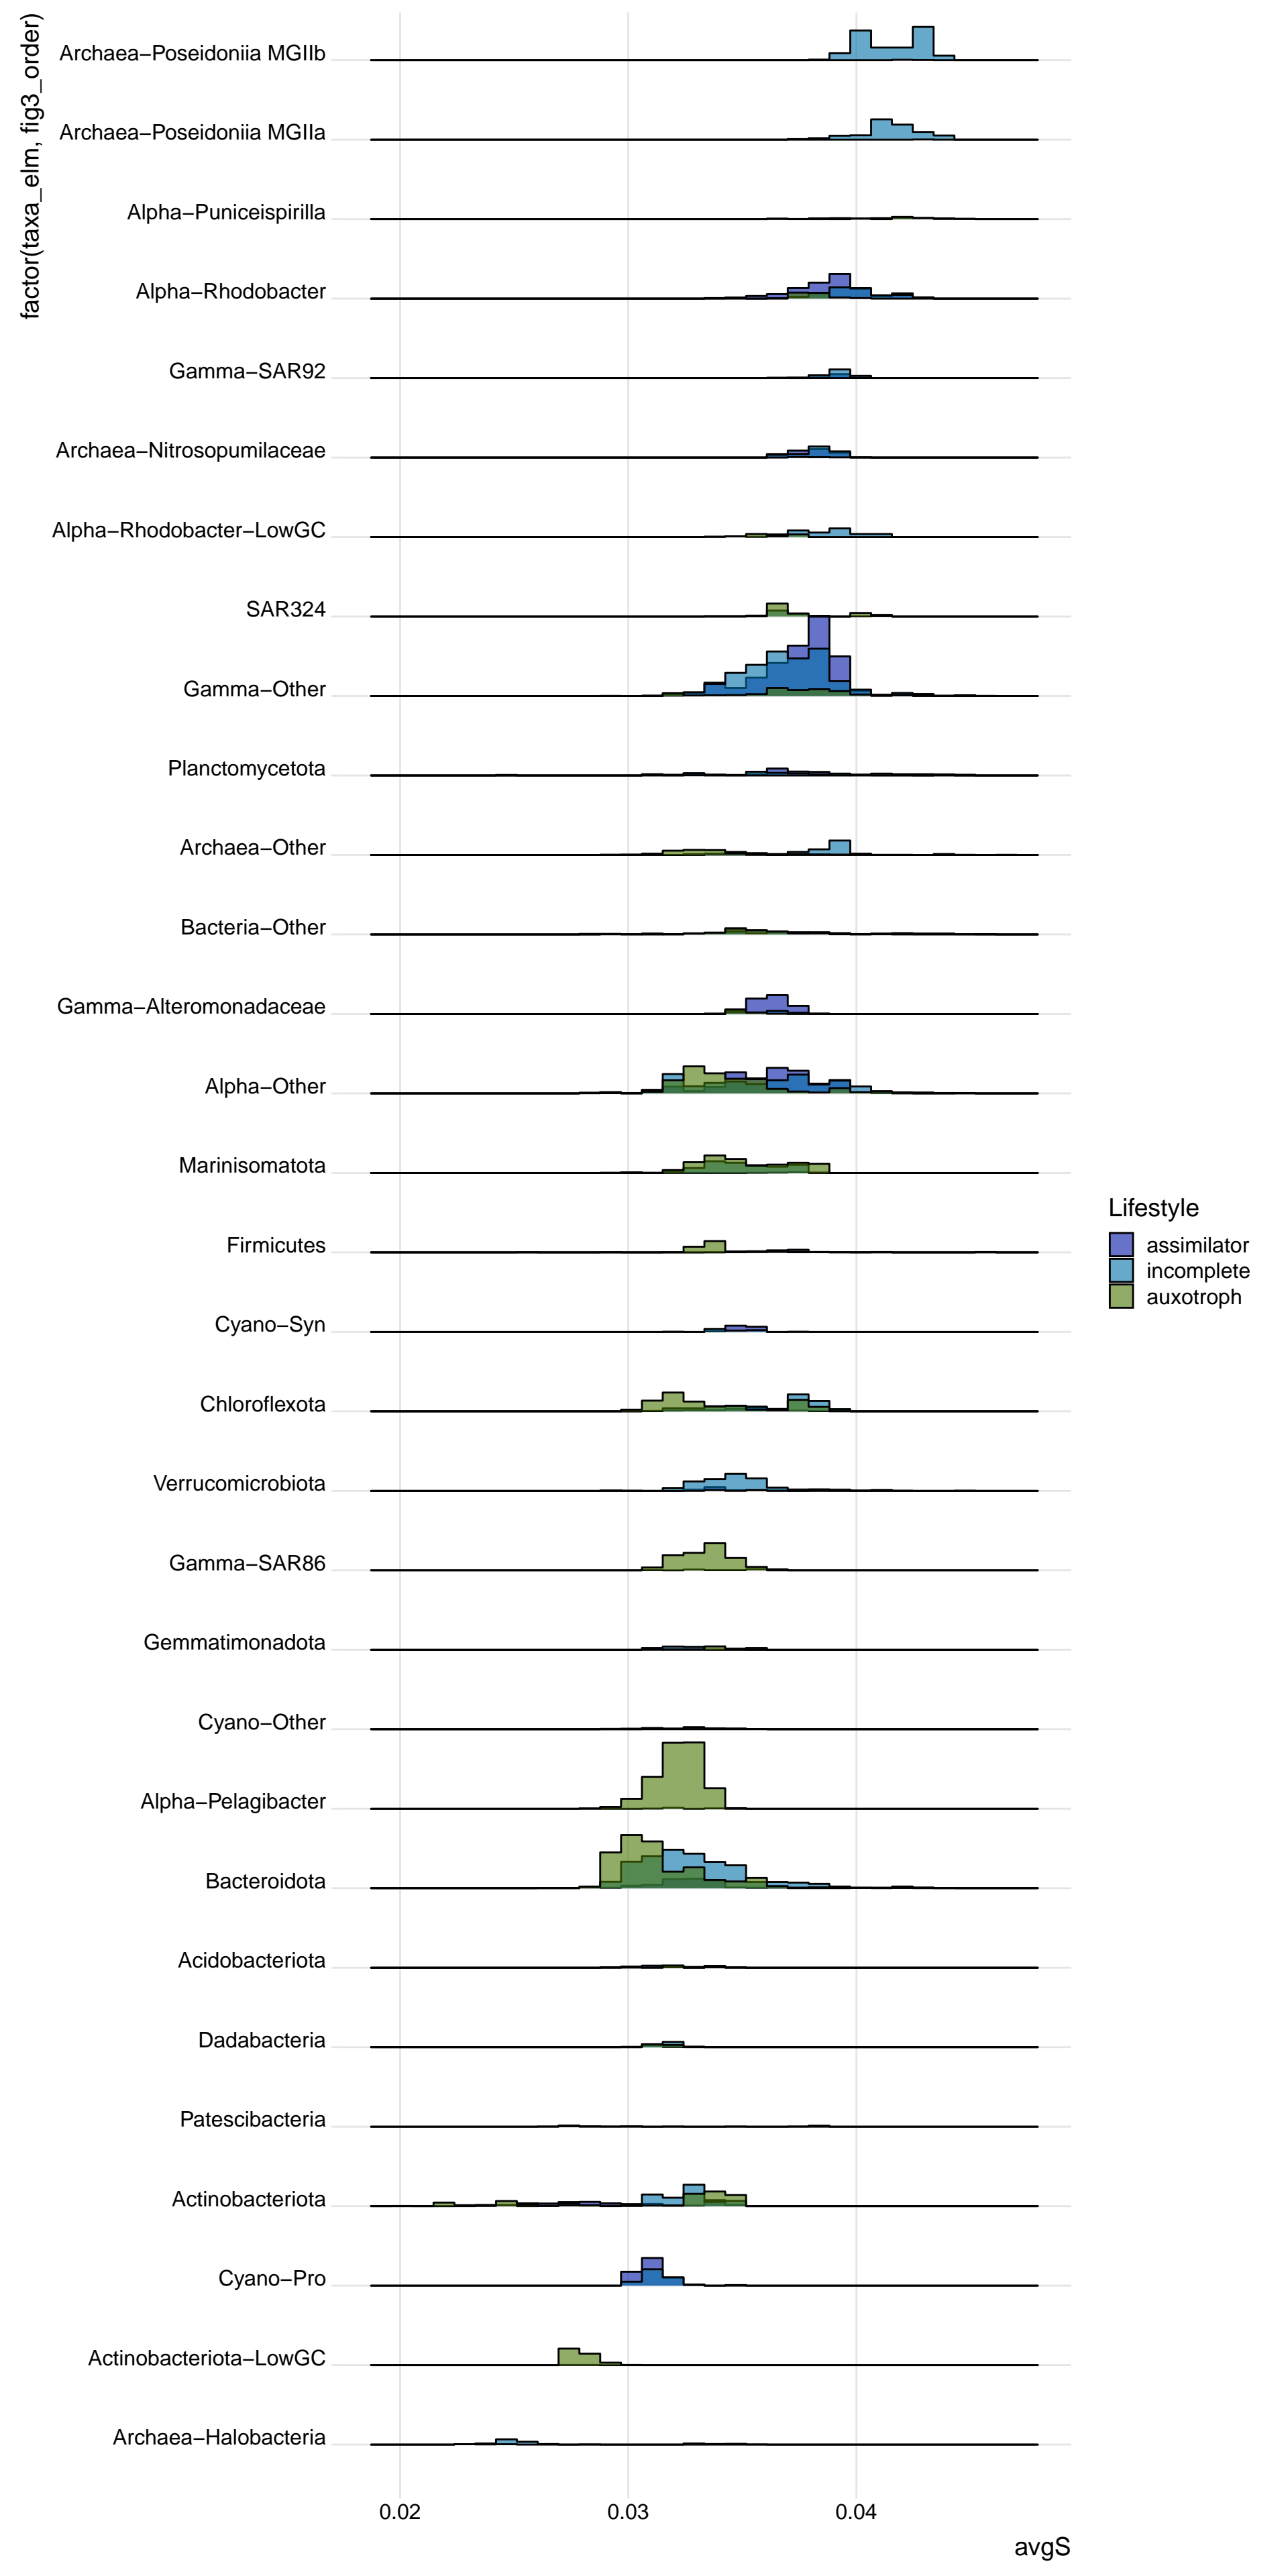 factor(taxa_elm, fig3_order)
Archaea−Poseidoniia MGIIb
Archaea−Poseidoniia MGIIa
Alpha−Puniceispirilla
Alpha−Rhodobacter
Gamma−SAR92
Archaea−Nitrosopumilaceae
Alpha−Rhodobacter−LowGC
SAR324
Gamma−Other
Planctomycetota
Archaea−Other
Bacteria−Other
Gamma−Alteromonadaceae
Alpha−Other
Marinisomatota
Firmicutes
Cyano−Syn
Chloroflexota
Verrucomicrobiota
Gamma−SAR86
Gemmatimonadota
Cyano−Other
Alpha−Pelagibacter
Bacteroidota
Acidobacteriota
Dadabacteria
Patescibacteria
Actinobacteriota
Cyano−Pro
Actinobacteriota−LowGC
Archaea−Halobacteria
0.02 0.03 0.04
avgS
Lifestyle
assimilator
incomplete
auxotroph